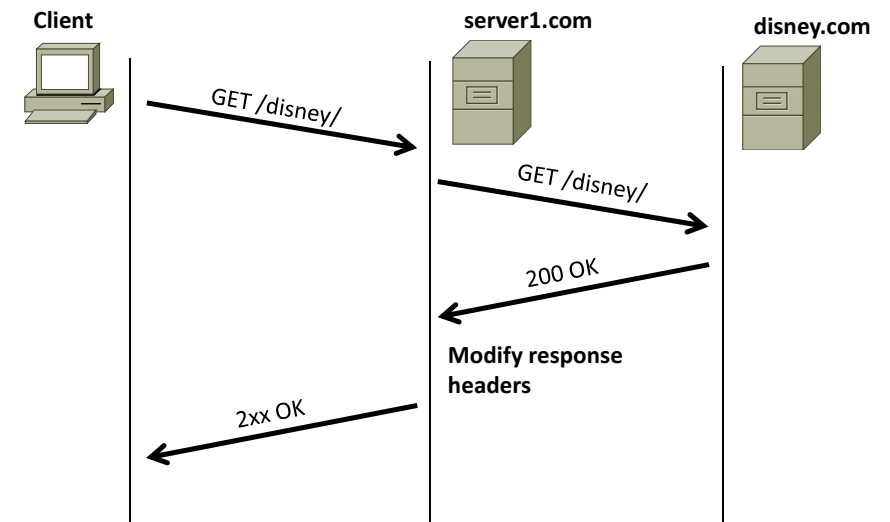 Client
server1.com
disney.com
GET /disney/
GET /disney/
200 OK
Modify response
headers
2xx OK